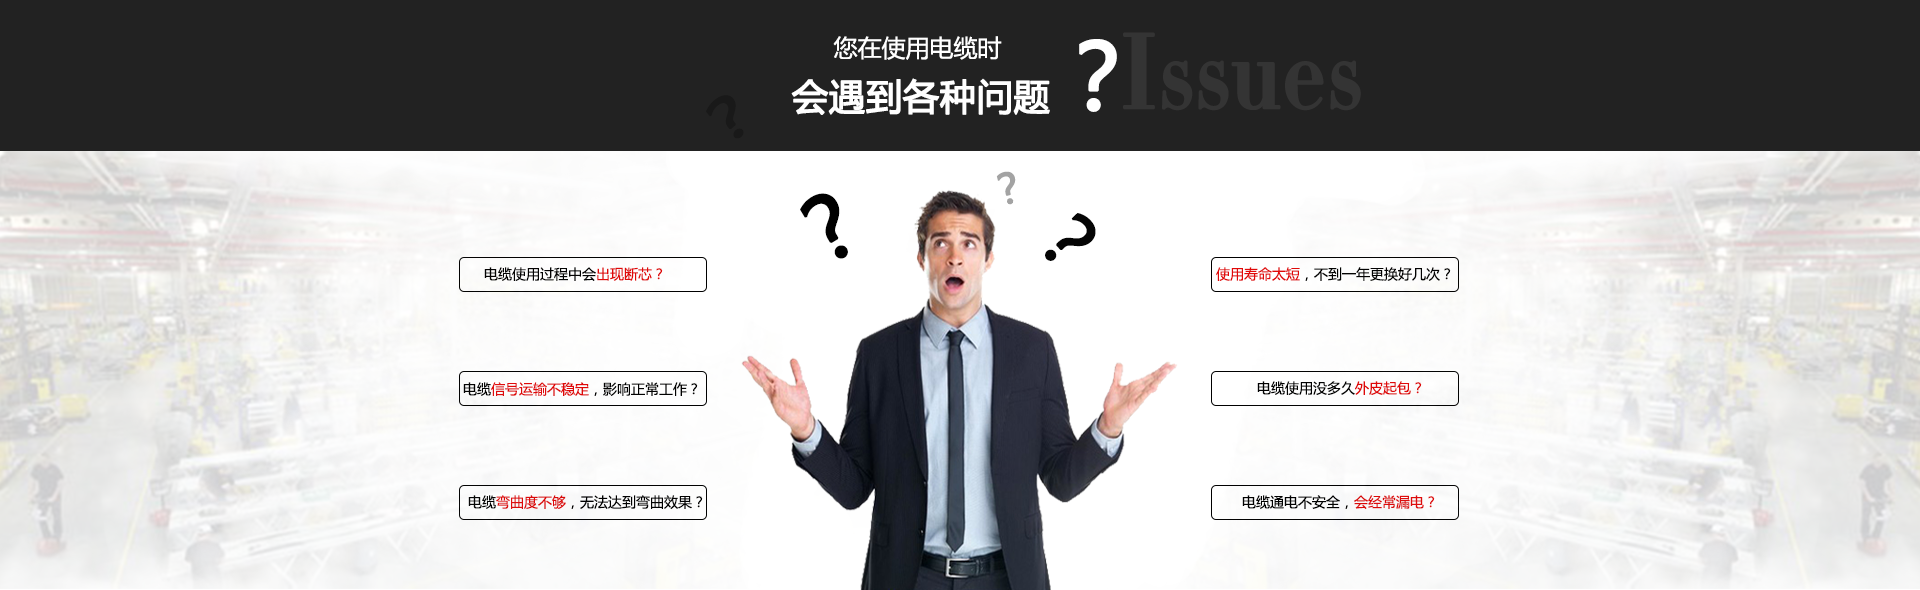 您在使用电缆时
会遇到各种问题
?
Issues
?
?
?
?
电缆使用过程中会出现断芯？
使用寿命太短，不到一年更换好几次？
电缆信号运输不稳定，影响正常工作？
电缆使用没多久外皮起包？
电缆弯曲度不够，无法达到弯曲效果？
电缆通电不安全，会经常漏电？